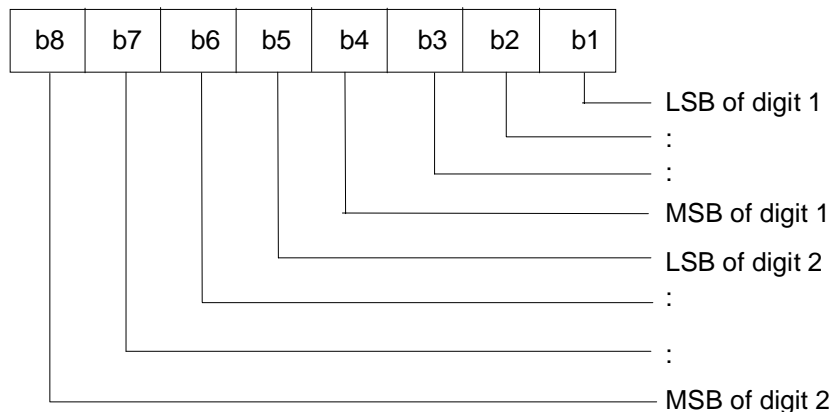 b8 b7 b6 b5 b4 b3 b2 b1
LSB of digit 1
:
:
MSB of digit 1
LSB of digit 2
:
:
MSB of digit 2